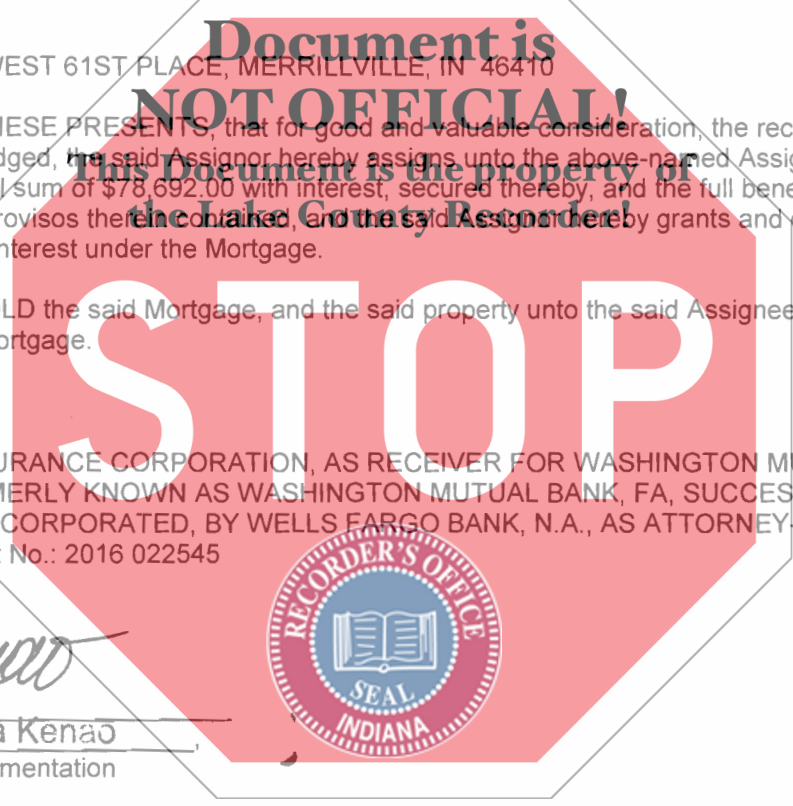 Document is
WEST 61ST PLACE, MERRILLVILLE, IN 46410
NOT OFFICIAL!
HESE PRESENTS, that for good and valuable consideration, the rec
dged, the said Assignor hereby assigns unto the above-named Assig
This Document is the property of
l sum of $78,692.00 with interest, secured thereby, and the full bene
the Lake County Recorder!
rovisos therein contained, and the said Assignor hereby grants and
nterest under the Mortgage.
LD the said Mortgage, and the said property unto the said Assignee
ortgage.
STOP
URANCE CORPORATION, AS RECEIVER FOR WASHINGTON MU
MERLY KNOWN AS WASHINGTON MUTUAL BANK, FA, SUCCES
CORPORATED, BY WELLS FARGO BANK, N.A., AS ATTORNEY-
t No.: 2016 022545
RECORDER'S OFFICE
SEAL
INDIANA
a Kenao
mentation